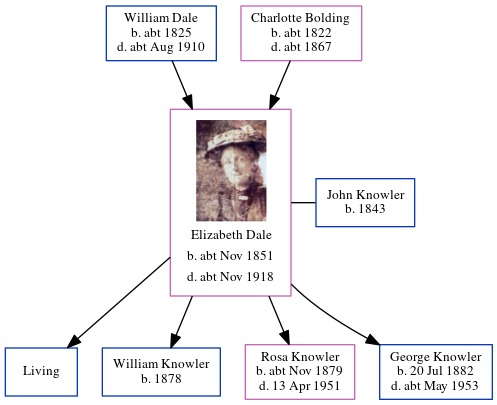 William Dale
b. abt 1825
d. abt Aug 1910
Charlotte Bolding
b. abt 1822
d. abt 1867
Elizabeth Dale
b. abt Nov 1851
d. abt Nov 1918
John Knowler
b. 1843
Living
William Knowler
b. 1878
Rosa Knowler
b. abt Nov 1879
d. 13 Apr 1951
George Knowler
b. 20 Jul 1882
d. abt May 1953